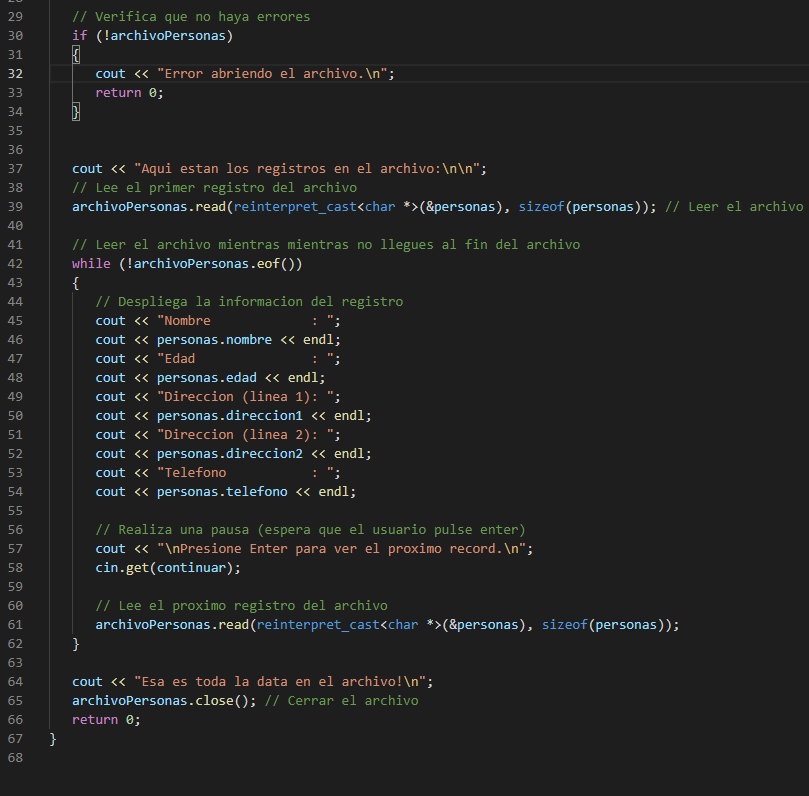 29 // Verifica que no haya errores
30 if (!archivoPersonas)
31 {
32 cout << "Error abriendo el archivo.\n";
33 return 0;
34 }
35
36
37 cout << "Aqui estan los registros en el archivo:\n\n";
38 // Lee el primer registro del archivo
39 archivoPersonas.read(reinterpret_cast<char *>(&personas), sizeof(personas)); // Leer el archivo
40
41 // Leer el archivo mientras mientras no llegues al fin del archivo
42 while (!archivoPersonas.eof())
43 {
44 // Despliega la informacion del registro
45 cout << "Nombre             : ";
46 cout << personas.nombre << endl;
47 cout << "Edad               : ";
48 cout << personas.edad << endl;
49 cout << "Direccion (linea 1): ";
50 cout << personas.direccion1 << endl;
51 cout << "Direccion (linea 2): ";
52 cout << personas.direccion2 << endl;
53 cout << "Telefono           : ";
54 cout << personas.telefono << endl;
55
56 // Realiza una pausa (espera que el usuario pulse enter)
57 cout << "\nPresione Enter para ver el proximo record.\n";
58 cin.get(continuar);
59
60 // Lee el proximo registro del archivo
61 archivoPersonas.read(reinterpret_cast<char *>(&personas), sizeof(personas));
62 }
63
64 cout << "Esa es toda la data en el archivo!\n";
65 archivoPersonas.close(); // Cerrar el archivo
66 return 0;
67 }
68